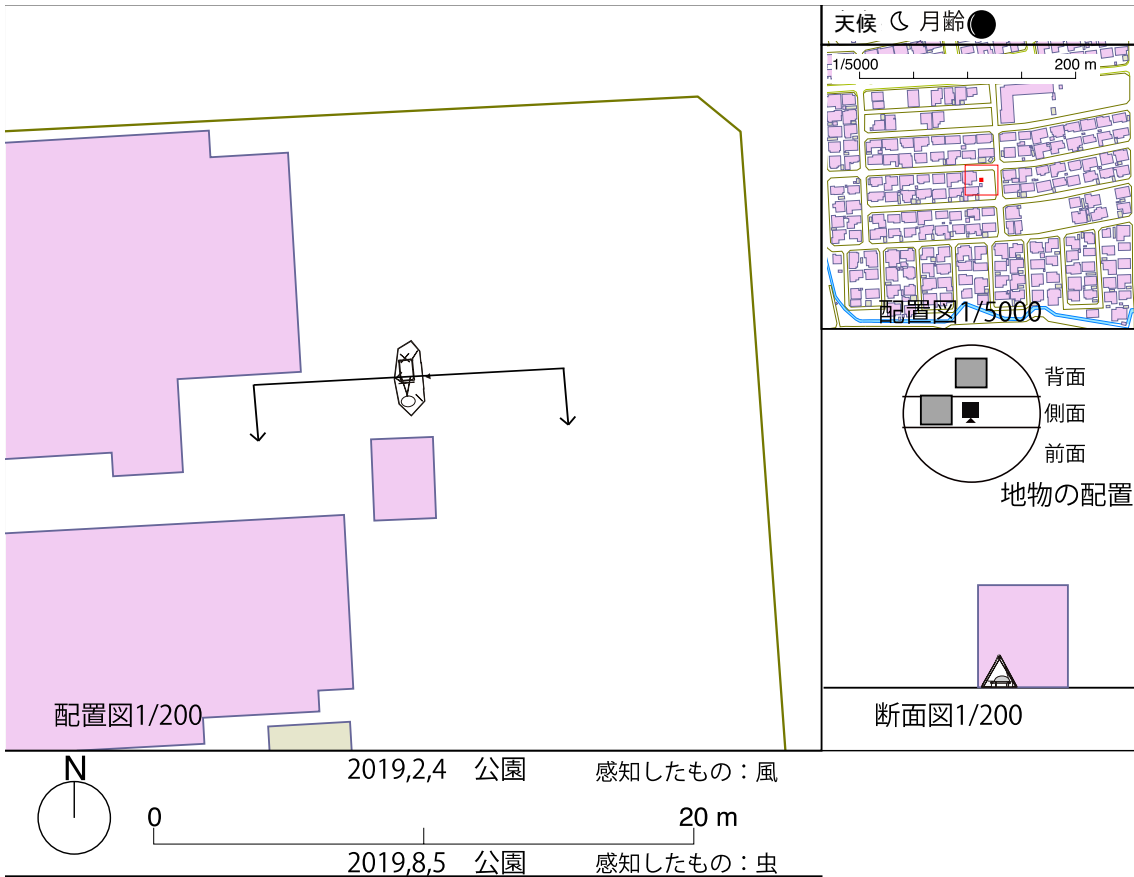 天候 月齢
1/5000 200 m
配置図1/5000
背面
側面
前面
地物の配置
配置図1/200
断面図1/200
N
2019,2,4 公園 感知したもの：風
0 20 m
2019,8,5 公園 感知したもの：虫